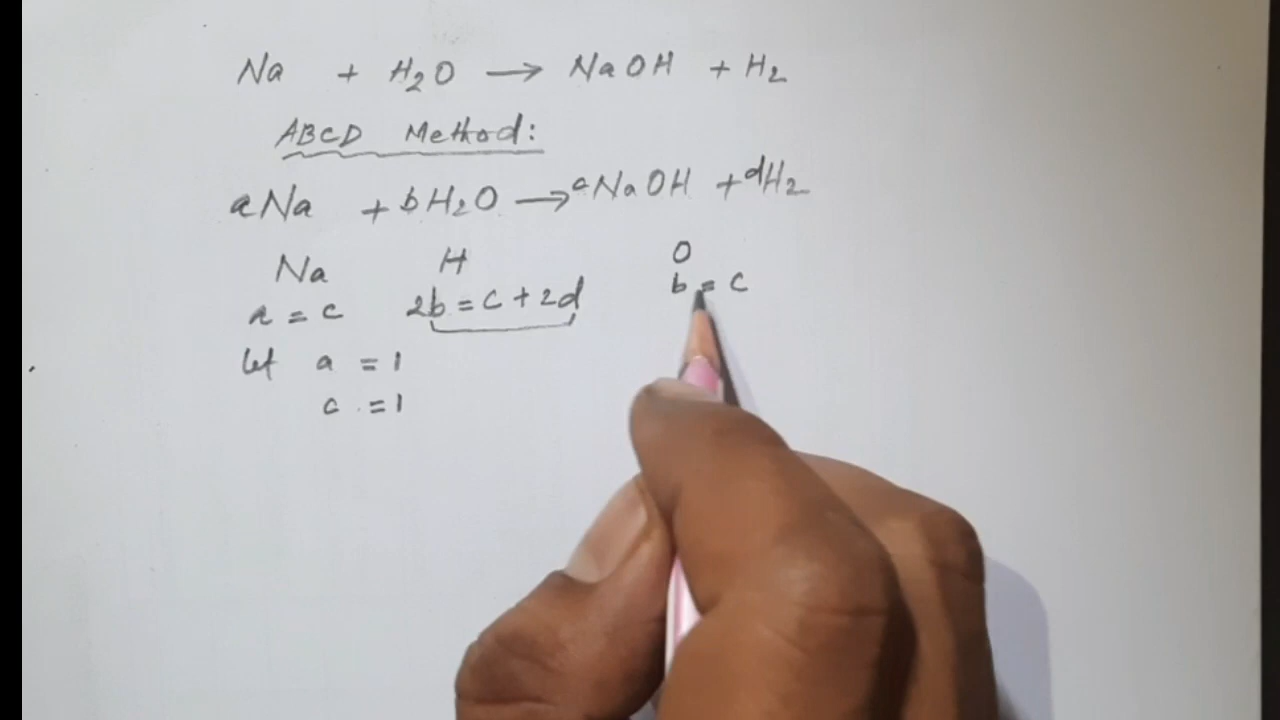 Na + H2O → NaOH + H2
ABCD Method:
aNa + bH2O → cNaOH + dH2
Na H O
a = c 2b = c + 2d b = c
let a = 1
c = 1